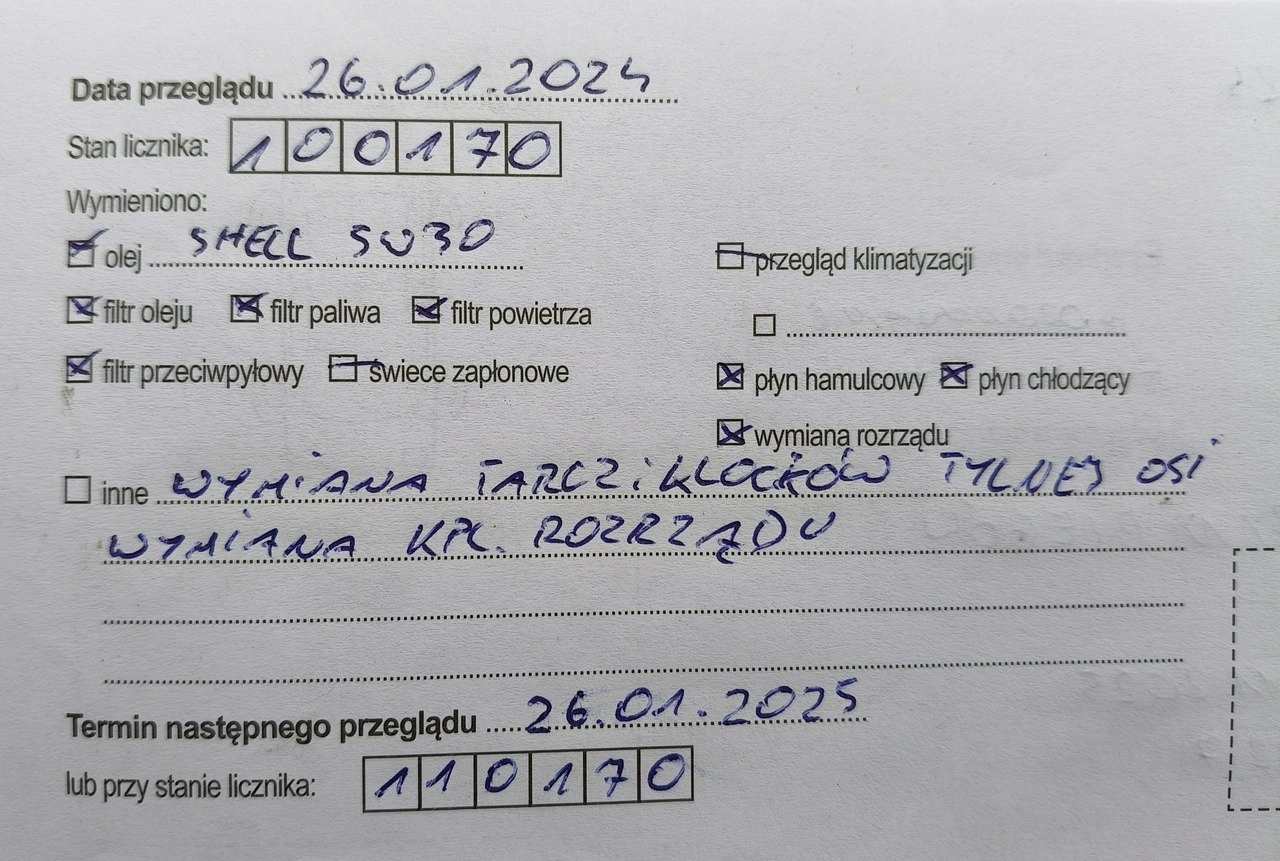 Data przeglądu 26.01.2024
Stan licznika: 100170
Wymieniono:
olej SHELL 5W30
przegląd klimatyzacji
filtr oleju filtr paliwa filtr powietrza
filtr przeciwpyłowy świece zapłonowe
płyn hamulcowy płyn chłodzący
wymiana rozrządu
inne WYMIANA TARCZ i KLOCKÓW TYLNEJ OSI
WYMIANA KPL. ROZRZĄDU
Termin następnego przeglądu 26.01.2025
lub przy stanie licznika: 110170